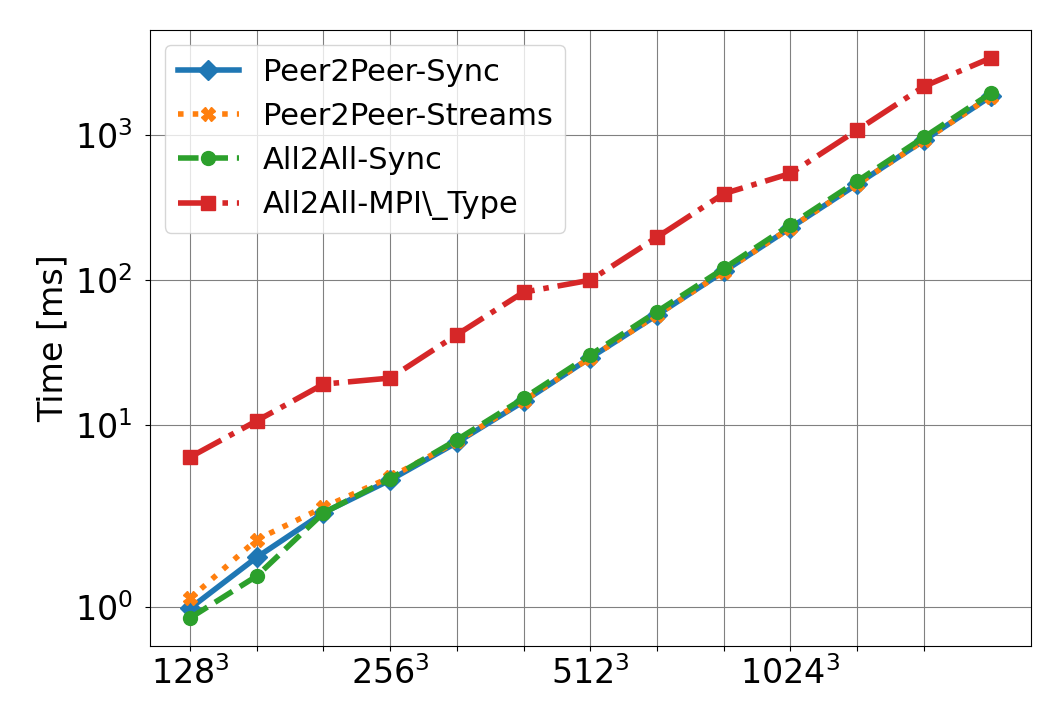 Peer2Peer-Sync
Peer2Peer-Streams
All2All-Sync
All2All-MPI\_Type
Time [ms]
10³
10²
10¹
10⁰
128³ 256³ 512³ 1024³